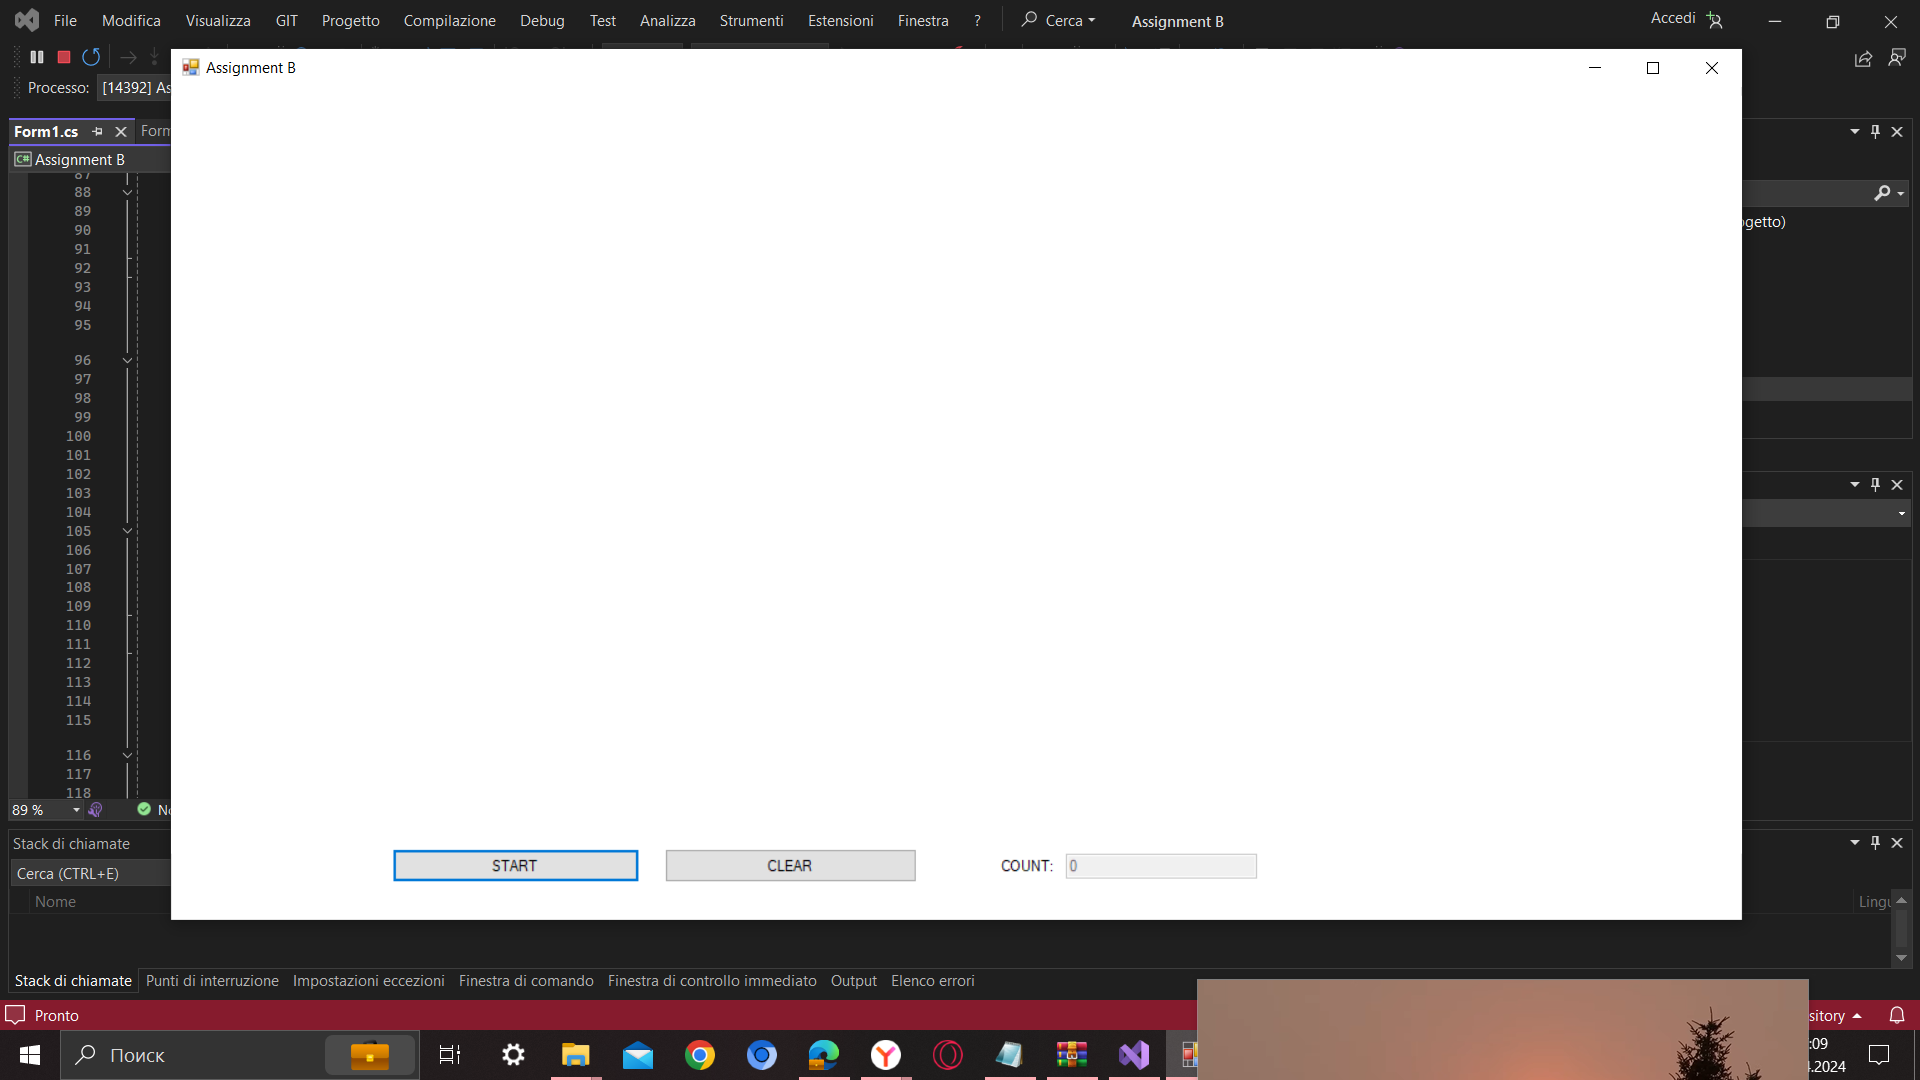 File Modifica Visualizza GIT Progetto Compilazione Debug Test Analizza Strumenti Estensioni Finestra ? Cerca Assignment B Accedi
Processo: [14392] As
Assignment B
Form1.cs Form
C# Assignment B
getto)
87
88
89
90
91
92
93
94
95
96
97
98
99
100
101
102
103
104
105
106
107
108
109
110
111
112
113
114
115
116
117
118
89 % No
START CLEAR COUNT: 0
Stack di chiamate
Cerca (CTRL+E)
Nome Lingu
Stack di chiamate Punti di interruzione Impostazioni eccezioni Finestra di comando Finestra di controllo immediato Output Elenco errori
Pronto sitory
Поиск :09
.2024